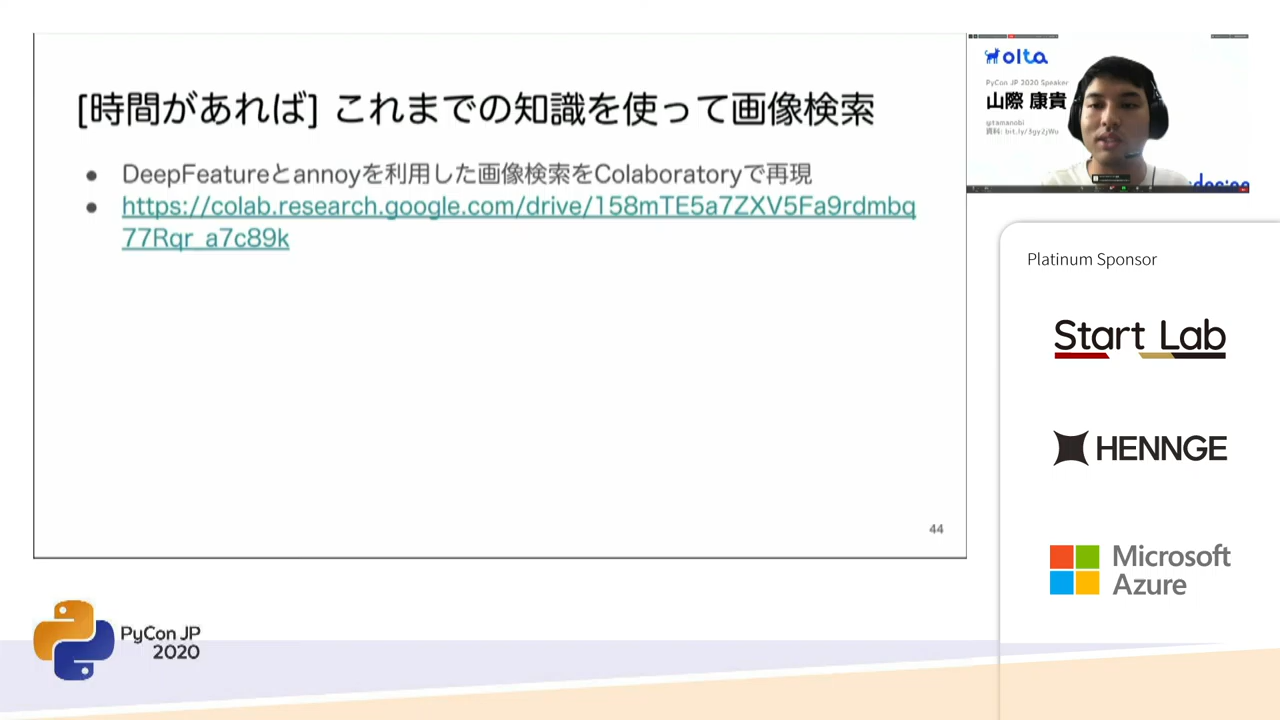 [時間があれば] これまでの知識を使って画像検索
● DeepFeatureとannoyを利用した画像検索をColaboratoryで再現
● https://colab.research.google.com/drive/158mTE5a7ZXV5Fa9rdmbq
77Rqr_a7c89k
44
olta
PyCon JP 2020 Speaker
山際 康貴
@tamanobi
資料: bit.ly/3gy2jWu
Platinum Sponsor
Start Lab
HENNGE
Microsoft
Azure
PyCon JP
2020